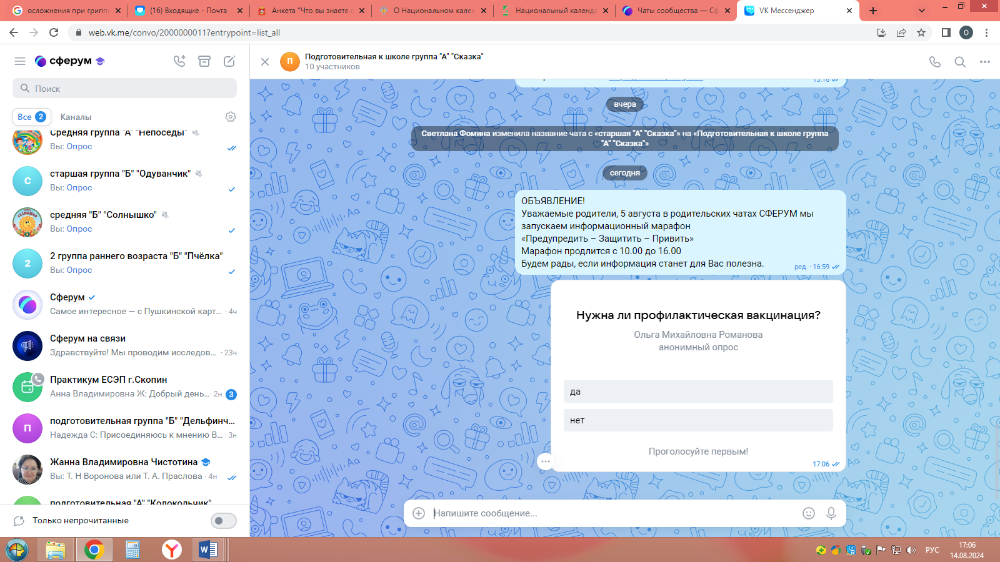 осложнения при гриппе
(16) Входящие - Почта
Анкета "Что вы знаете о
О Национальном кален
Национальный календа
Чаты сообщества — Сф
VK Мессенджер
web.vk.me/convo/2000000011?entrypoint=list_all
О
сферум
Поиск
Все 2
Каналы
Средняя группа "А" "Непоседы"
Вы: Опрос
С
старшая группа "Б" "Одуванчик"
Вы: Опрос
СОЛНЫШКО
средняя "Б" "Солнышко"
Вы: Опрос
2
2 группа раннего возраста "Б" "Пчёлка"
Вы: Опрос
Сферум
Самое интересное — с Пушкинской карт... · 4ч
Сферум на связи
Здравствуйте! Мы проводим исследов... · 23ч
Практикум ЕСЭП г.Скопин
Анна Владимировна Ж: Добрый день... · 2н 3
П
подготовительная группа "Б" "Дельфинч...
Надежда С: Присоединяюсь к мнению В... · 3н
Жанна Владимировна Чистотина
Вы: Т. Н Воронова или Т. А. Праслова · 4н
подготовительная "А" "Колокольчик"
Только непрочитанные
П
Подготовительная к школе группа "А" "Сказка"
10 участников
вчера
Светлана Фомина изменила название чата с «старшая "А" "Сказка"» на «Подготовительная к школе группа
"А" "Сказка"»
сегодня
ОБЪЯВЛЕНИЕ!
Уважаемые родители, 5 августа в родительских чатах СФЕРУМ мы
запускаем информационный марафон
«Предупредить – Защитить – Привить»
Марафон продлится с 10.00 до 16.00
Будем рады, если информация станет для Вас полезна.
ред. · 16:59
Нужна ли профилактическая вакцинация?
Ольга Михайловна Романова
анонимный опрос
да
нет
Проголосуйте первым!
17:06
Напишите сообщение...
РУС
17:06
14.08.2024